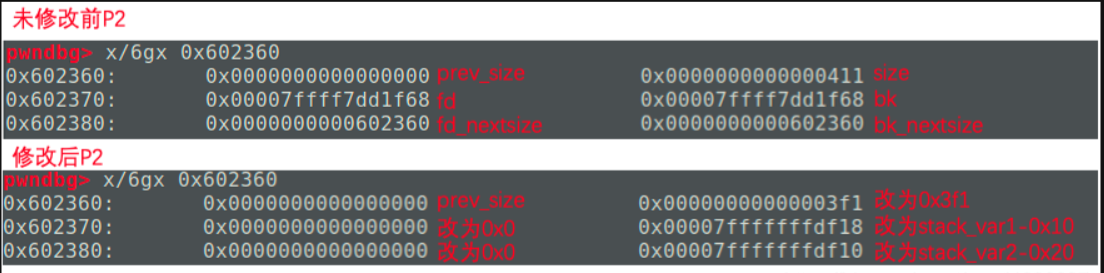 未修改前P2
pwndbg> x/6gx 0x602360
0x602360: 0x0000000000000000 prev_size 0x0000000000000411 size
0x602370: 0x00007ffff7dd1f68 fd 0x00007ffff7dd1f68 bk
0x602380: 0x0000000000602360 fd_nextsize 0x0000000000602360 bk_nextsize
修改后P2
pwndbg> x/6gx 0x602360
0x602360: 0x0000000000000000 prev_size 0x00000000000003f1 改为0x3f1
0x602370: 0x0000000000000000 改为0x0 0x00007fffffffdf18 改为stack_var1-0x10
0x602380: 0x0000000000000000 改为0x0 0x00007fffffffdf10 改为stack_var2-0x20